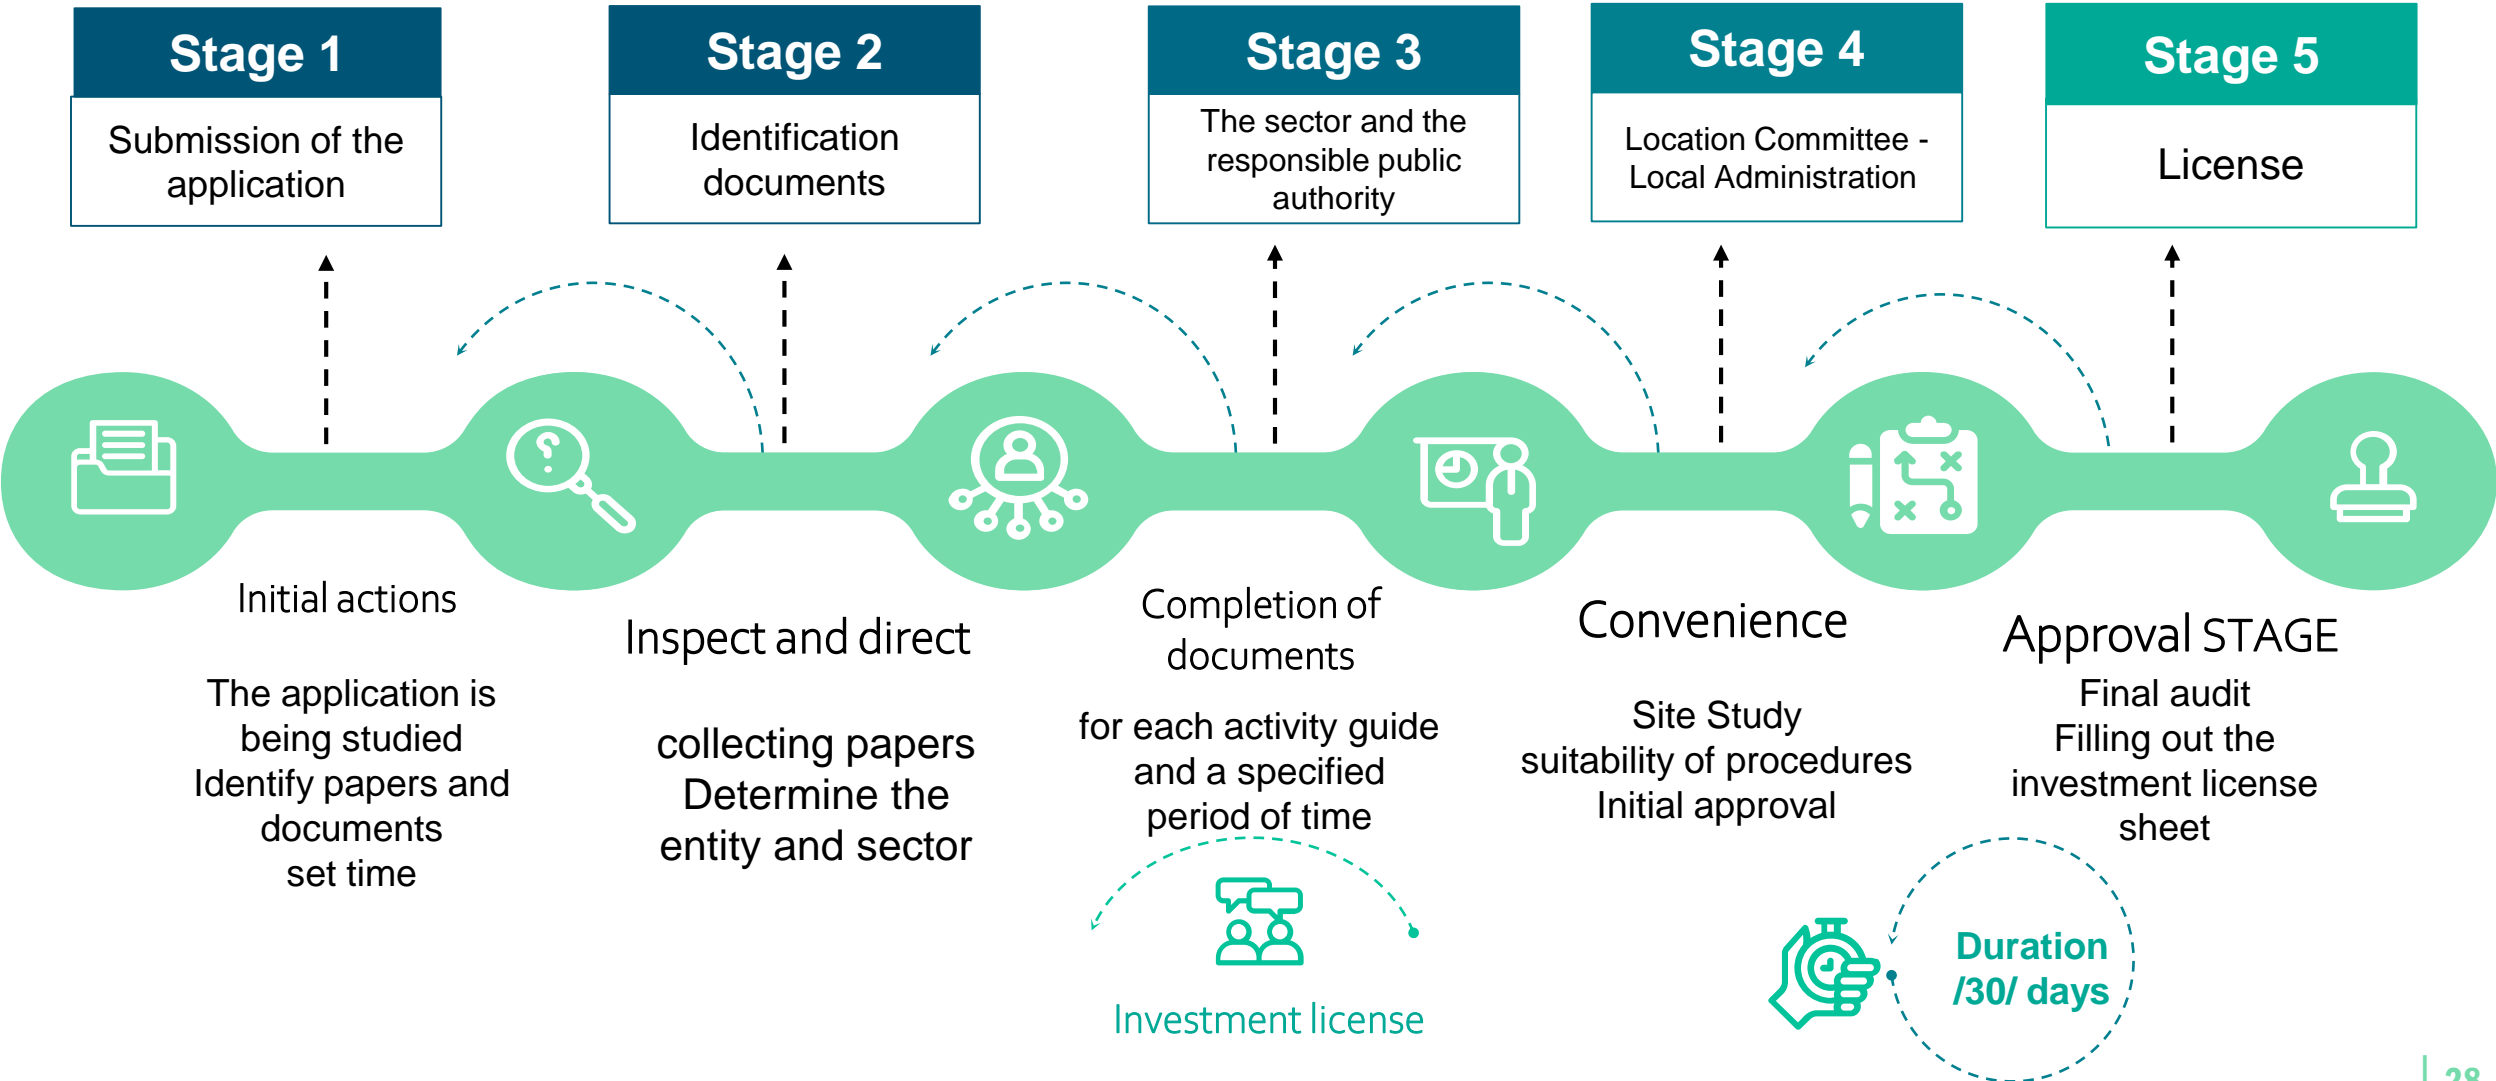 Stage 1
Submission of the
application
Stage 2
Identification
documents
Stage 3
The sector and the
responsible public
authority
Stage 4
Location Committee -
Local Administration
Stage 5
License
Initial actions
The application is
being studied
Identify papers and
documents
set time
Inspect and direct
collecting papers
Determine the
entity and sector
Completion of
documents
for each activity guide
and a specified
period of time
Convenience
Site Study
suitability of procedures
Initial approval
Approval STAGE
Final audit
Filling out the
investment license
sheet
Investment license
Duration
/30/ days
28